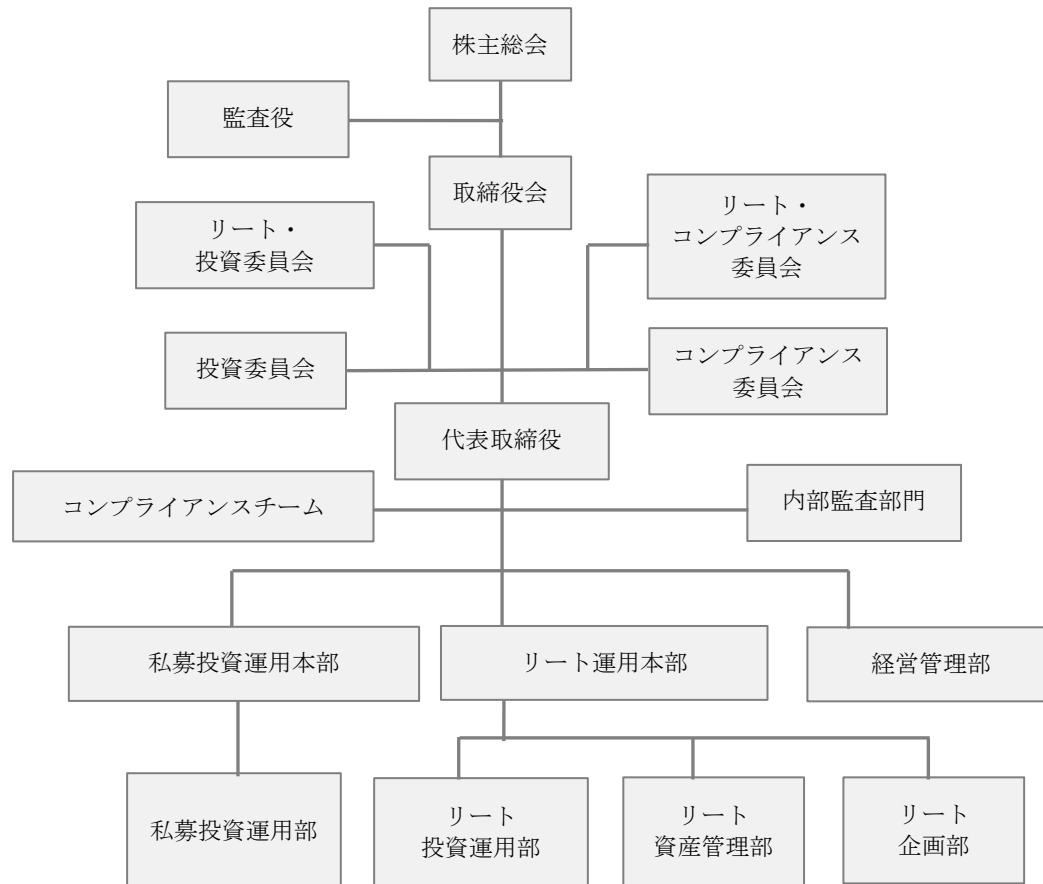 株主総会
監査役
取締役会
リート・
投資委員会
リート・
コンプライアンス
委員会
投資委員会
コンプライアンス
委員会
代表取締役
コンプライアンスチーム
内部監査部門
私募投資運用本部
リート運用本部
経営管理部
私募投資運用部
リート
投資運用部
リート
資産管理部
リート
企画部